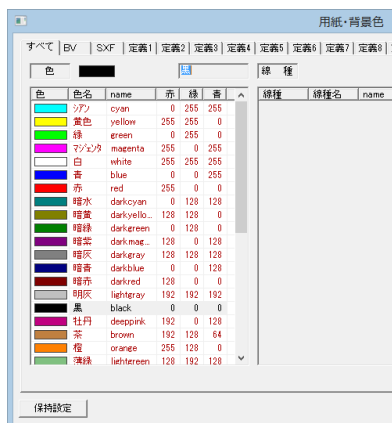 用紙・背景色
すべて BV SXF 定義1 定義2 定義3 定義4 定義5 定義6 定義7 定義8
色 黒 線 種
色 色名 name 赤 緑 青 線種 線種名 name
シアン cyan 0 255 255
黄色 yellow 255 255 0
緑 green 0 255 0
マジェンタ magenta 255 0 255
白 white 255 255 255
青 blue 0 0 255
赤 red 255 0 0
暗水 darkcyan 0 128 128
暗黄 darkyello... 128 128 0
暗緑 darkgreen 0 128 0
暗紫 darkmag... 128 0 128
暗灰 darkgray 128 128 128
暗青 darkblue 0 0 128
暗赤 darkred 128 0 0
明灰 lightgray 192 192 192
黒 black 0 0 0
牡丹 deeppink 192 0 128
茶 brown 192 128 64
橙 orange 255 128 0
薄緑 lightgreen 128 192 128
保持設定